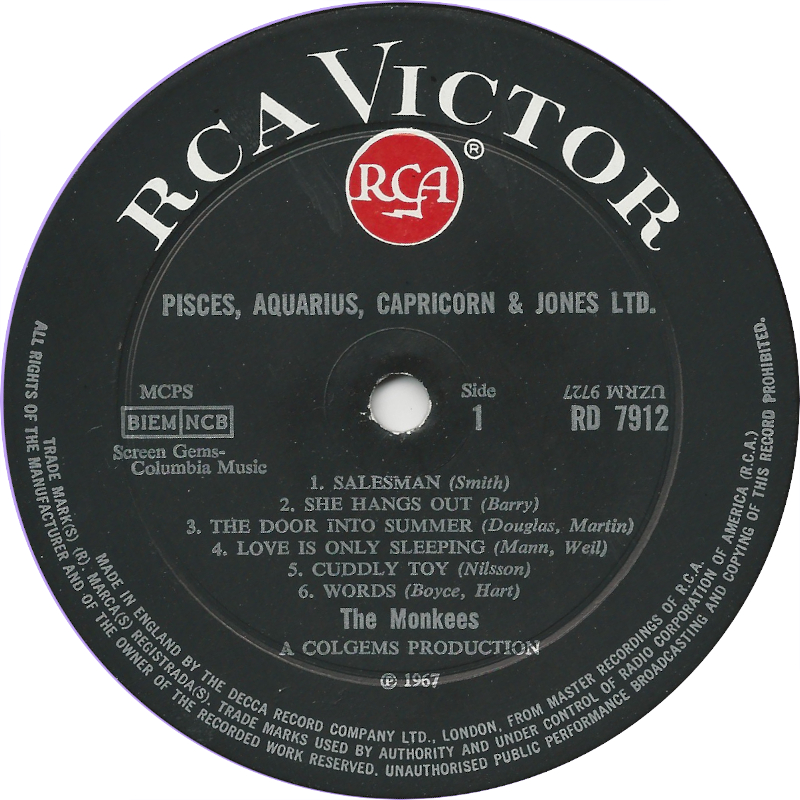 RCA VICTOR
RCA
®
PISCES, AQUARIUS, CAPRICORN & JONES LTD.
MCPS
BIEM NCB
Screen Gems-
Columbia Music
Side
1
UZRM 9727
RD 7912
1. SALESMAN (Smith)
2. SHE HANGS OUT (Barry)
3. THE DOOR INTO SUMMER (Douglas, Martin)
4. LOVE IS ONLY SLEEPING (Mann, Weil)
5. CUDDLY TOY (Nilsson)
6. WORDS (Boyce, Hart)
The Monkees
A COLGEMS PRODUCTION
℗ 1967
MADE IN ENGLAND BY THE DECCA RECORD COMPANY LTD., LONDON, FROM MASTER RECORDINGS OF R.C.A.
TRADE MARK(S) (R). MARCA(S) REGISTRADA(S). TRADE MARKS USED BY AUTHORITY AND UNDER CONTROL OF RADIO CORPORATION OF AMERICA (R.C.A.)
ALL RIGHTS OF THE MANUFACTURER AND OF THE OWNER OF THE RECORDED WORK RESERVED. UNAUTHORISED PUBLIC PERFORMANCE BROADCASTING AND COPYING OF THIS RECORD PROHIBITED.